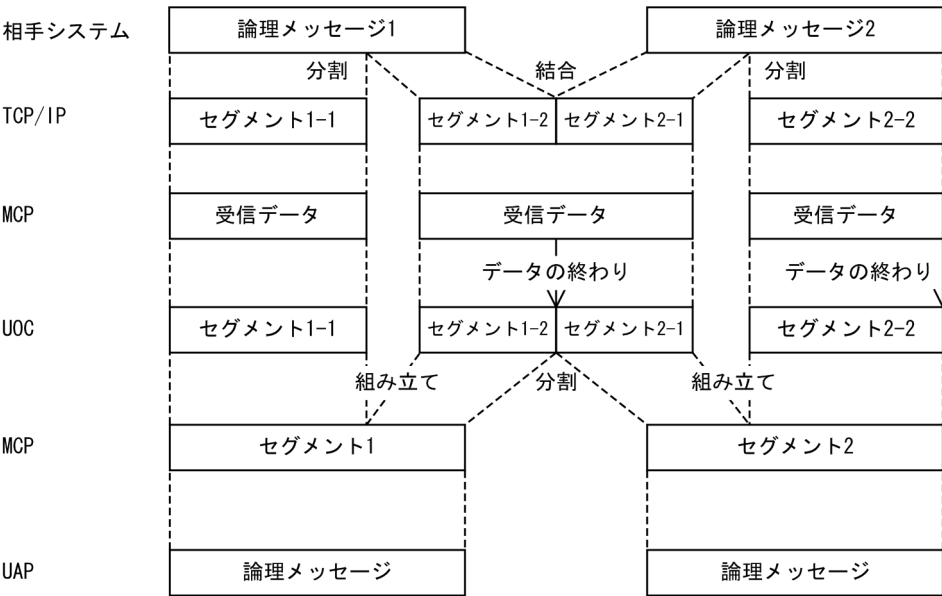 相手システム 論理メッセージ1 論理メッセージ2
分割 結合 分割
TCP/IP セグメント1-1 セグメント1-2 セグメント2-1 セグメント2-2
MCP 受信データ 受信データ 受信データ
データの終わり データの終わり
UOC セグメント1-1 セグメント1-2 セグメント2-1 セグメント2-2
組み立て 分割 組み立て
MCP セグメント1 セグメント2
UAP 論理メッセージ 論理メッセージ